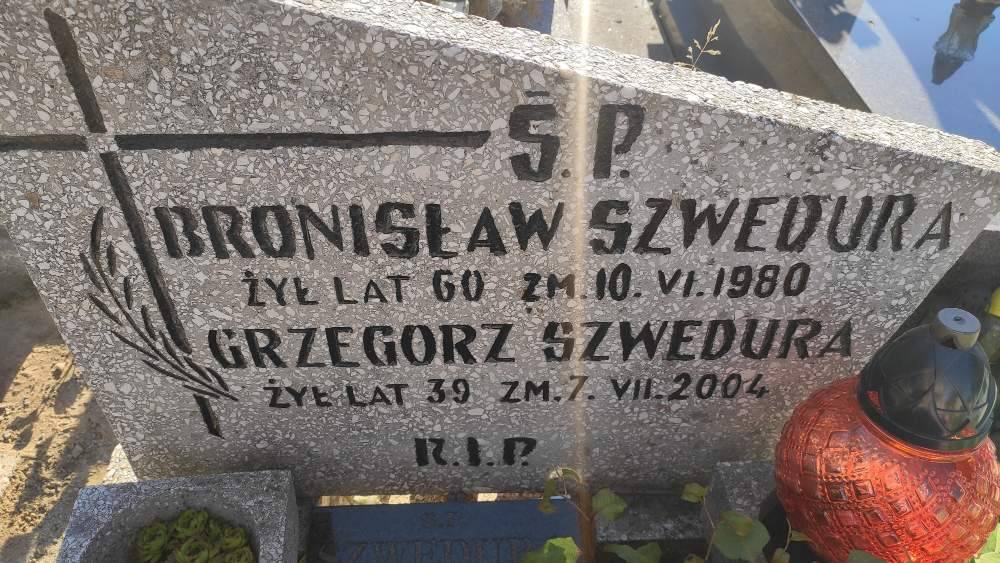 Ś.P.
BRONISŁAW SZWEDURA
ŻYŁ LAT 60 ZM.10.VI.1980
GRZEGORZ SZWEDURA
ŻYŁ LAT 39 ZM.7.VII.2004
R.I.P.
Ś.P.